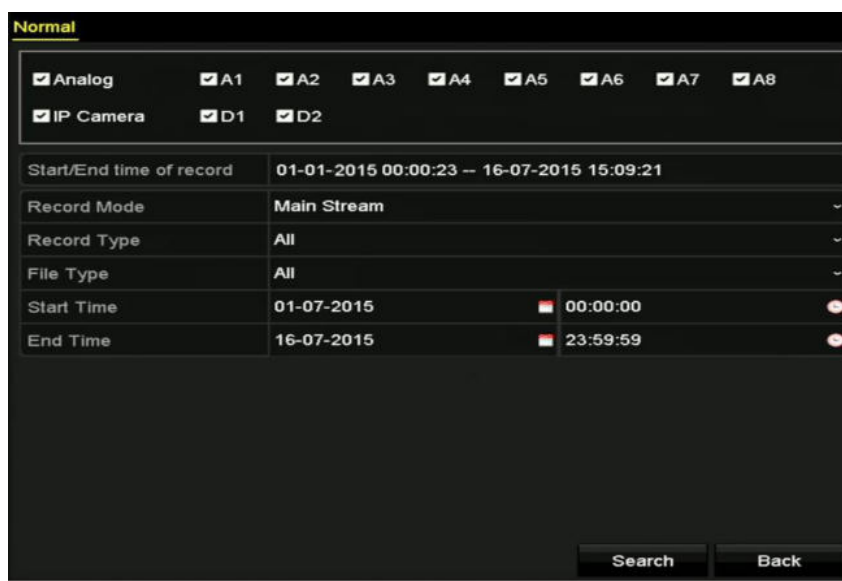 Normal
Analog A1 A2 A3 A4 A5 A6 A7 A8
IP Camera D1 D2
Start/End time of record 01-01-2015 00:00:23 -- 16-07-2015 15:09:21
Record Mode Main Stream
Record Type All
File Type All
Start Time 01-07-2015 00:00:00
End Time 16-07-2015 23:59:59
Search Back